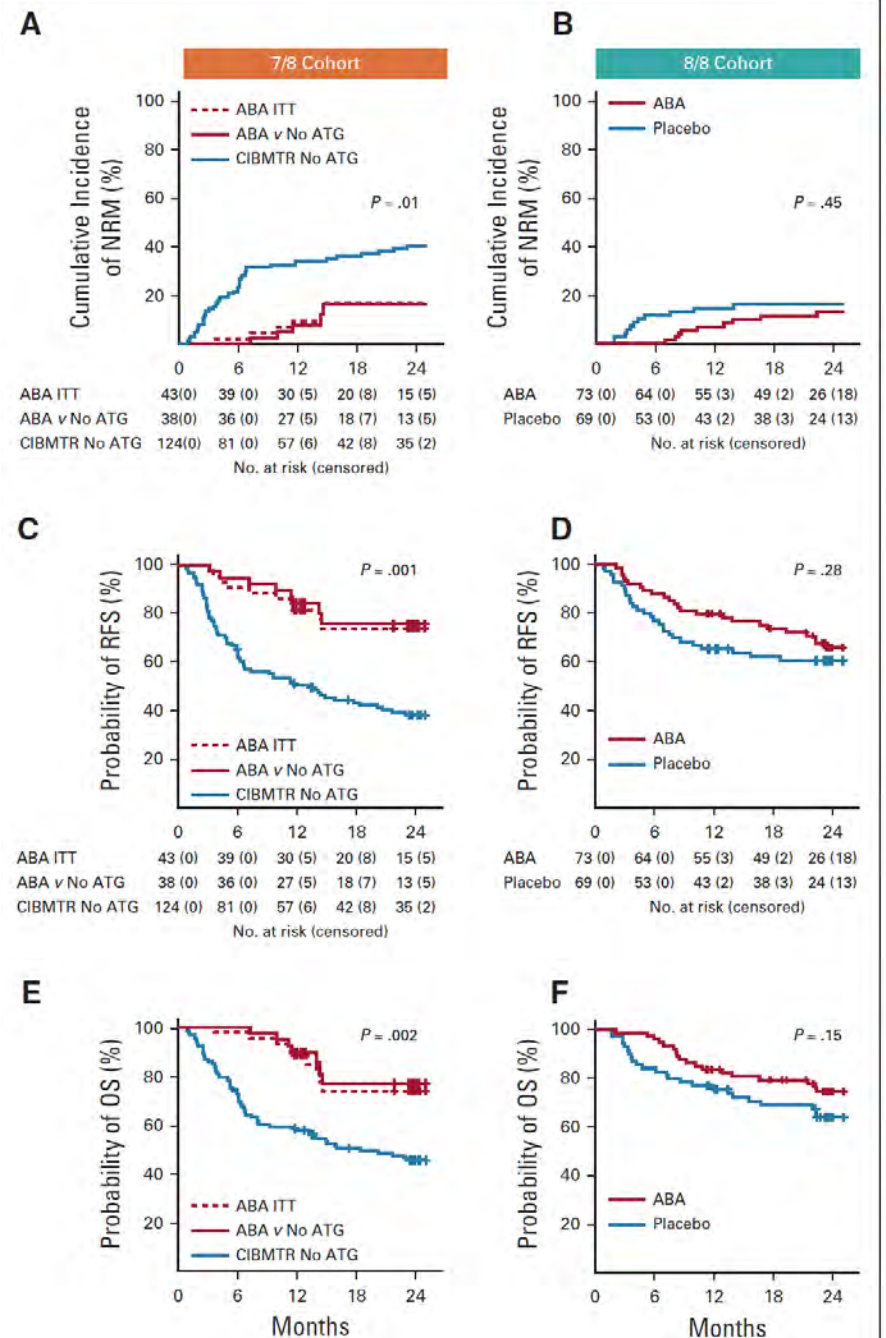 A
7/8 Cohort
Cumulative Incidence
of NRM (%)
100
80
60
40
20
ABA ITT
ABA v No ATG
CIBMTR No ATG
P = .01
0 6 12 18 24
ABA ITT 43(0) 39 (0) 30 (5) 20 (8) 15 (5)
ABA v No ATG 38(0) 36 (0) 27 (5) 18 (7) 13 (5)
CIBMTR No ATG 124(0) 81 (0) 57 (6) 42 (8) 35 (2)
No. at risk (censored)
B
8/8 Cohort
Cumulative Incidence
of NRM (%)
100
80
60
40
20
ABA
Placebo
P = .45
0 6 12 18 24
ABA 73 (0) 64 (0) 55 (3) 49 (2) 26 (18)
Placebo 69 (0) 53 (0) 43 (2) 38 (3) 24 (13)
No. at risk (censored)
C
Probability of RFS (%)
100
80
60
40
20
P = .001
ABA ITT
ABA v No ATG
CIBMTR No ATG
0 6 12 18 24
ABA ITT 43 (0) 39 (0) 30 (5) 20 (8) 15 (5)
ABA v No ATG 38 (0) 36 (0) 27 (5) 18 (7) 13 (5)
CIBMTR No ATG 124 (0) 81 (0) 57 (6) 42 (8) 35 (2)
No. at risk (censored)
D
Probability of RFS (%)
100
80
60
40
20
P = .28
ABA
Placebo
0 6 12 18 24
ABA 73 (0) 64 (0) 55 (3) 49 (2) 26 (18)
Placebo 69 (0) 53 (0) 43 (2) 38 (3) 24 (13)
No. at risk (censored)
E
Probability of OS (%)
100
80
60
40
20
P = .002
ABA ITT
ABA v No ATG
CIBMTR No ATG
0 6 12 18 24
Months
F
Probability of OS (%)
100
80
60
40
20
P = .15
ABA
Placebo
0 6 12 18 24
Months